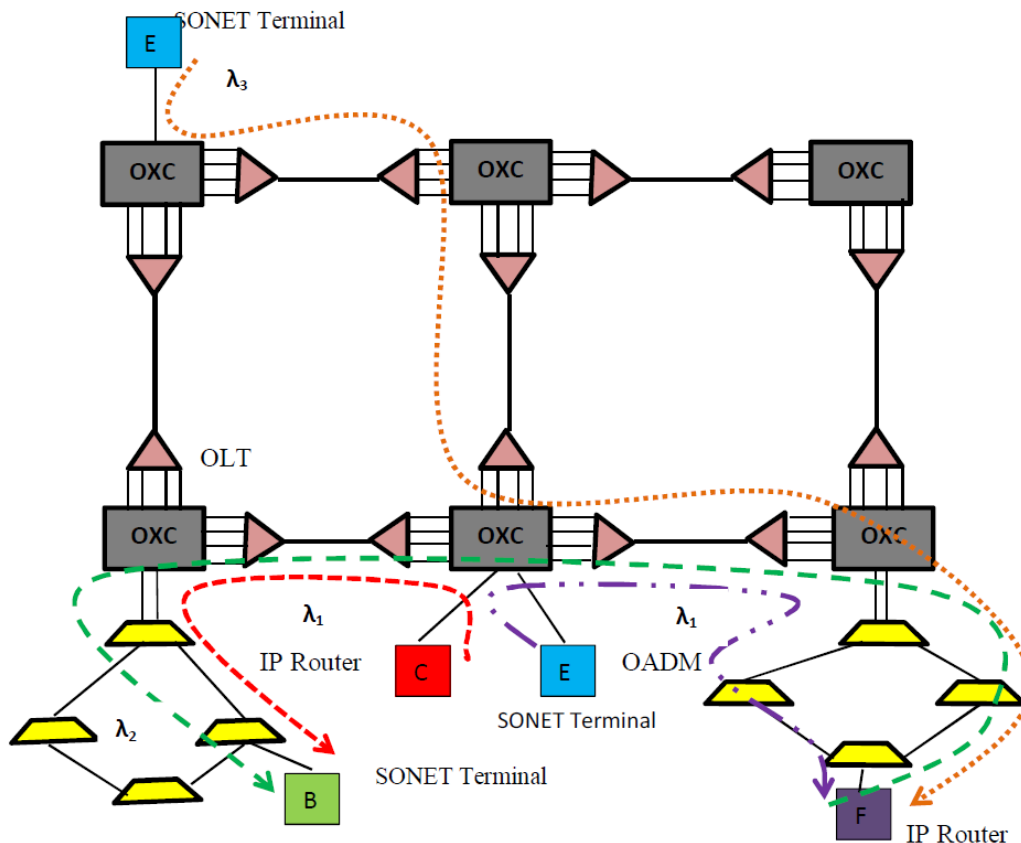 SONET Terminal
E
λ3
OXC
OXC
OXC
OLT
OXC
OXC
OXC
λ1
λ1
IP Router
C
E
OADM
SONET Terminal
λ2
SONET Terminal
B
F
IP Router